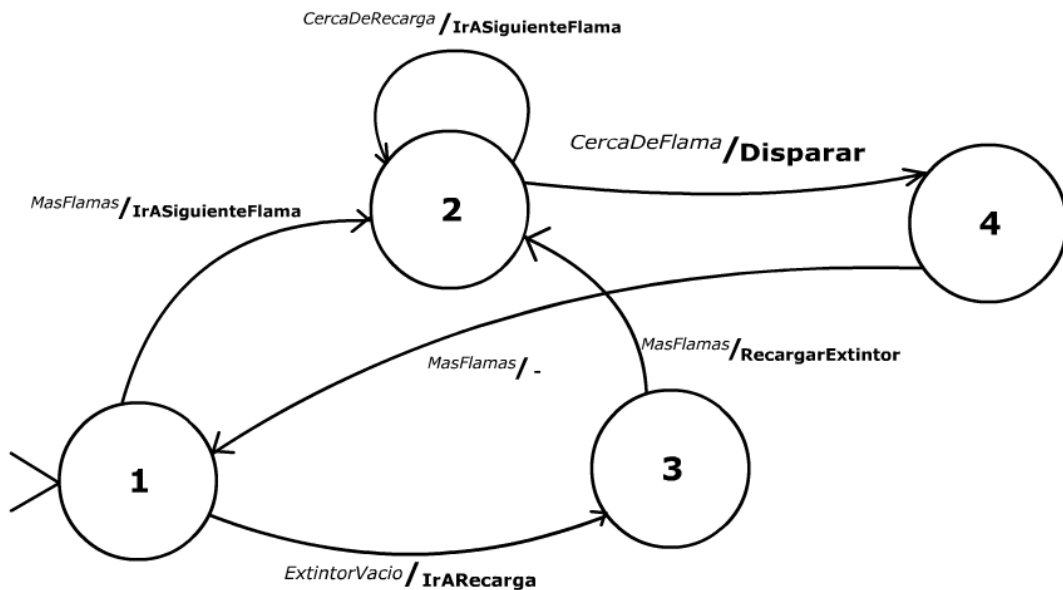 CercaDeRecarga/IrASiguienteFlama
CercaDeFlama/Disparar
MasFlamas/IrASiguienteFlama
2
4
MasFlamas/RecargarExtintor
MasFlamas/-
1
3
ExtintorVacio/IrARecarga